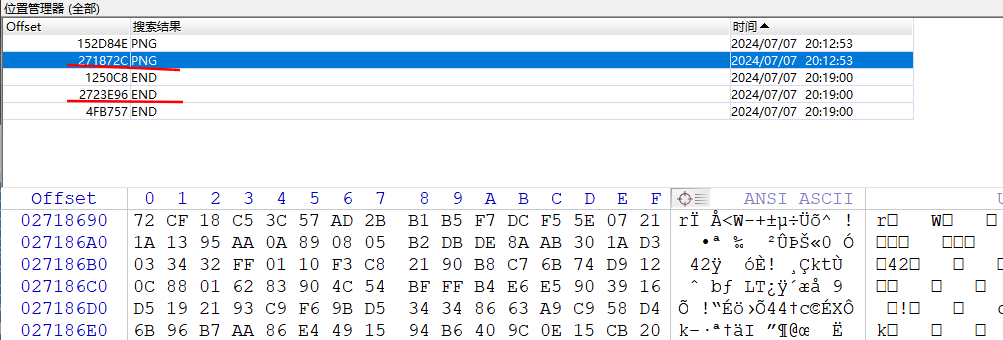 位置管理器 (全部)
Offset 搜索结果 时间
152D84E PNG 2024/07/07 20:12:53
271872C PNG 2024/07/07 20:12:53
1250C8 END 2024/07/07 20:19:00
2723E96 END 2024/07/07 20:19:00
4FB757 END 2024/07/07 20:19:00
Offset 0 1 2 3 4 5 6 7 8 9 A B C D E F ANSI ASCII
02718690 72 CF 18 C5 3C 57 AD 2B B1 B5 F7 DC F5 5E 07 21 rÏ Å<W-+±µ÷Üõ^ !
027186A0 1A 13 95 AA 0A 89 08 05 B2 DB DE 8A AB 30 1A D3 •ª ‰ ²ÛÞŠ«0 Ó
027186B0 03 34 32 FF 01 10 F3 C8 21 90 B8 C7 6B 74 D9 12 42ÿ óÈ! ¸ÇktÙ
027186C0 0C 88 01 62 83 90 4C 54 BF FF B4 E6 E5 90 39 16 ˆ bƒ LT¿ÿ´æå 9
027186D0 D5 19 21 93 C9 F6 9B D5 34 34 86 63 A9 C9 58 D4 Õ !“Éö›Õ44†c©ÉXÔ
027186E0 6B 96 B7 AA 86 E4 49 15 94 B6 40 9C 0E 15 CB 20 k–·ª†äI ”¶@œ Ë